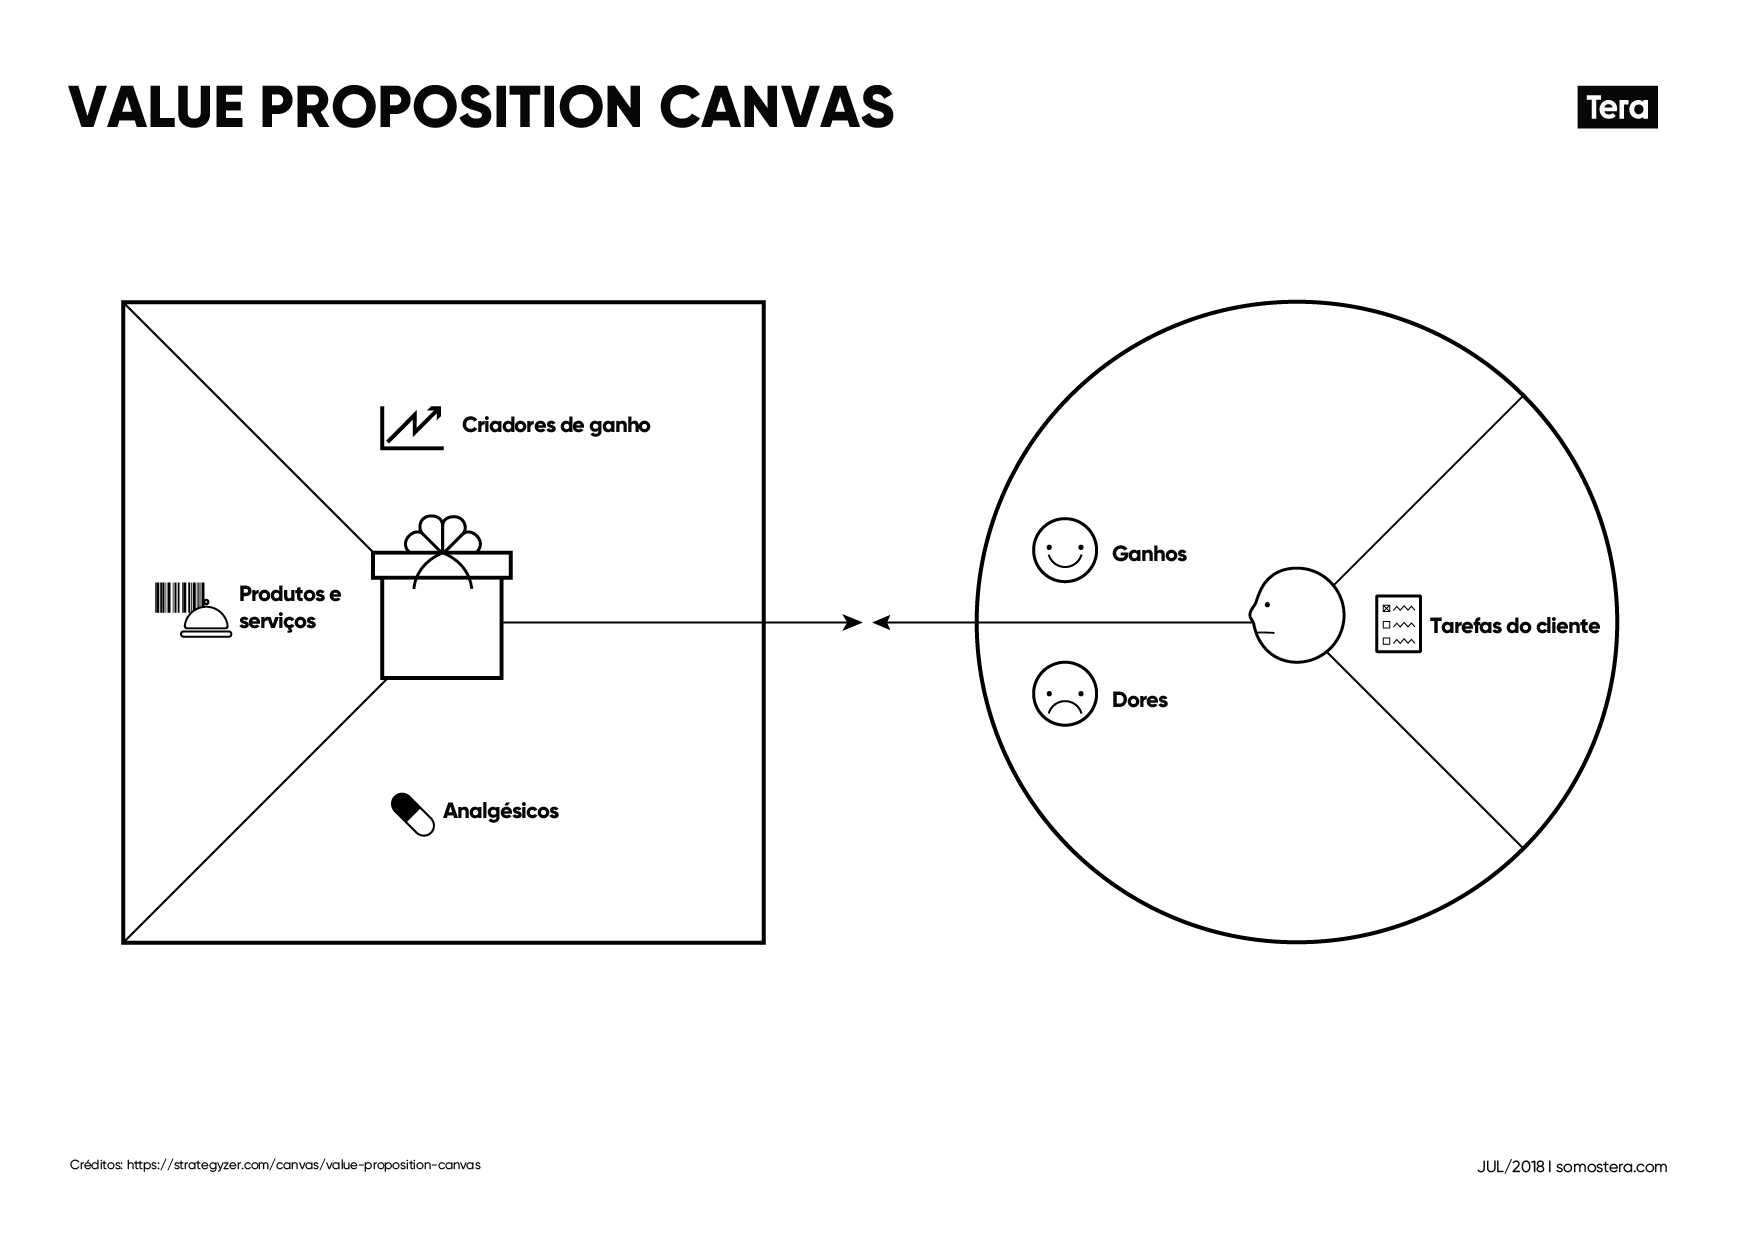 VALUE PROPOSITION CANVAS
Tera
Criadores de ganho
Produtos e
serviços
Analgésicos
Ganhos
Dores
Tarefas do cliente
Créditos: https://strategyzer.com/canvas/value-proposition-canvas
JUL/2018 | somostera.com